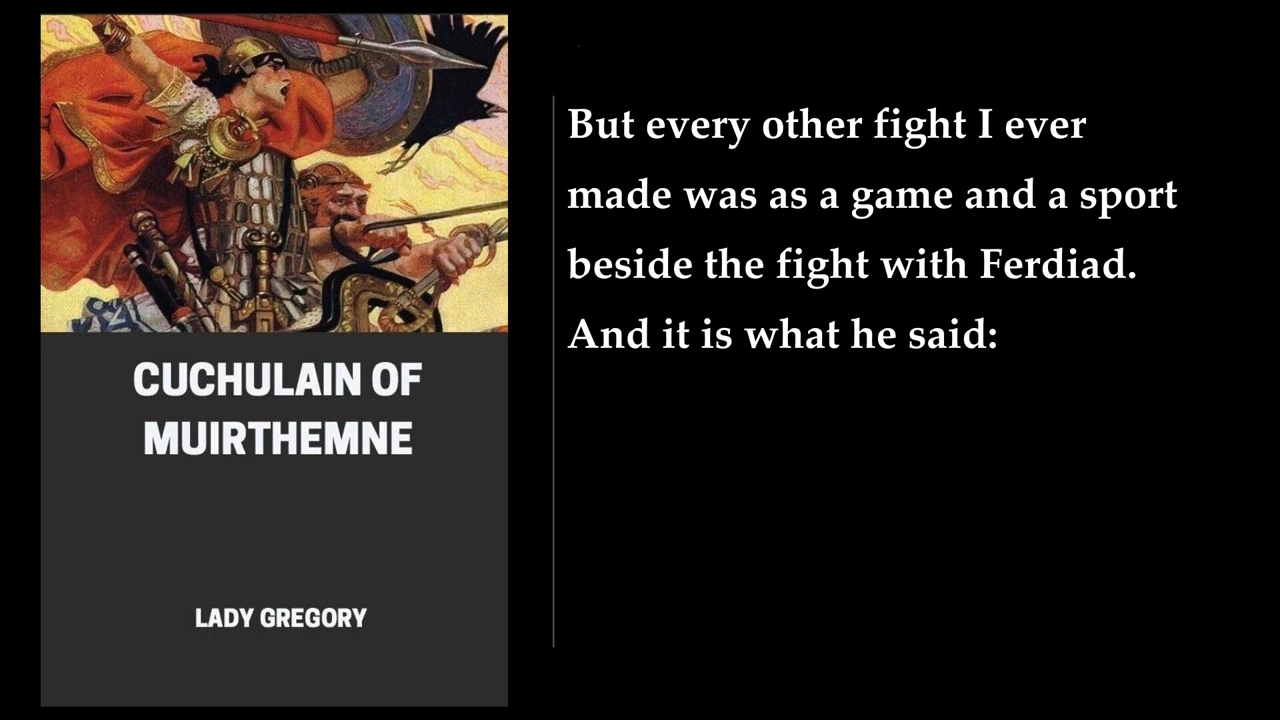 CUCHULAIN OF
MUIRTHEMNE
LADY GREGORY
But every other fight I ever
made was as a game and a sport
beside the fight with Ferdiad.
And it is what he said: